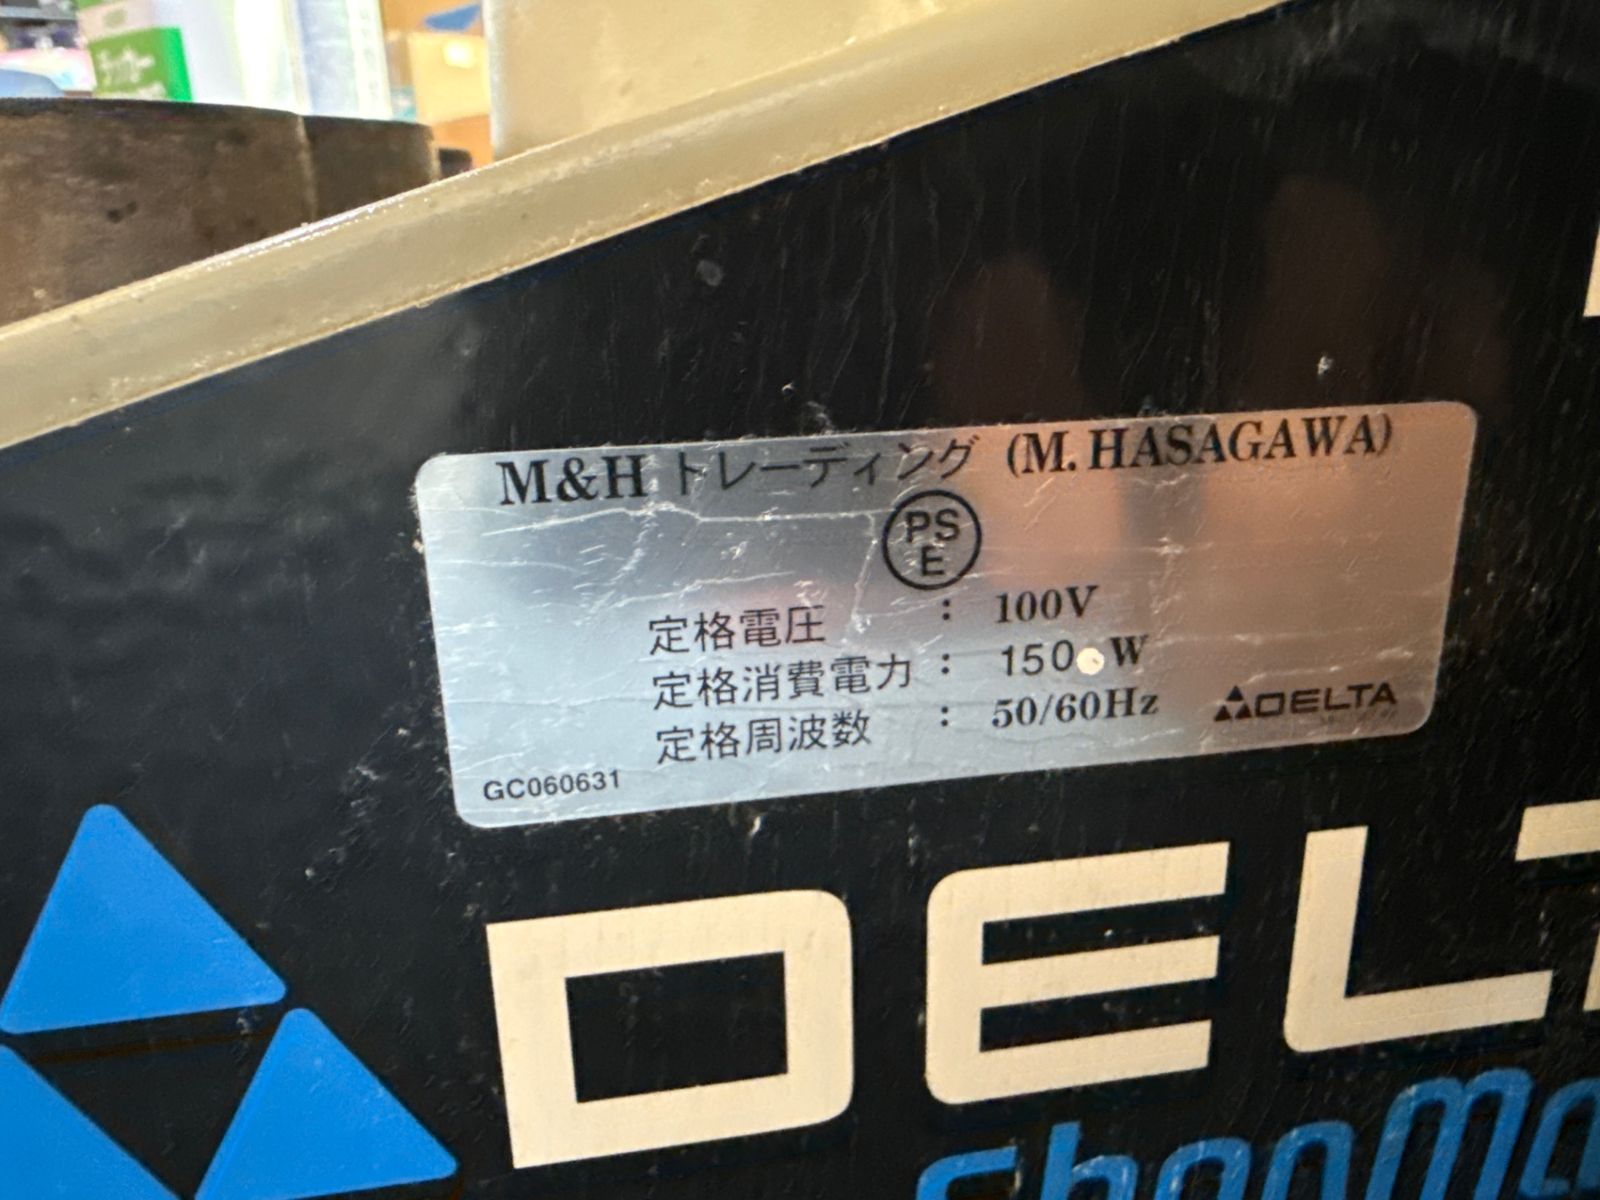 M&H トレーディング (M. HASAGAWA)
PS
E
定格電圧 : 100V
定格消費電力 : 150 W
定格周波数 : 50/60Hz
DELTA
GC060631
DELT
ShopMa